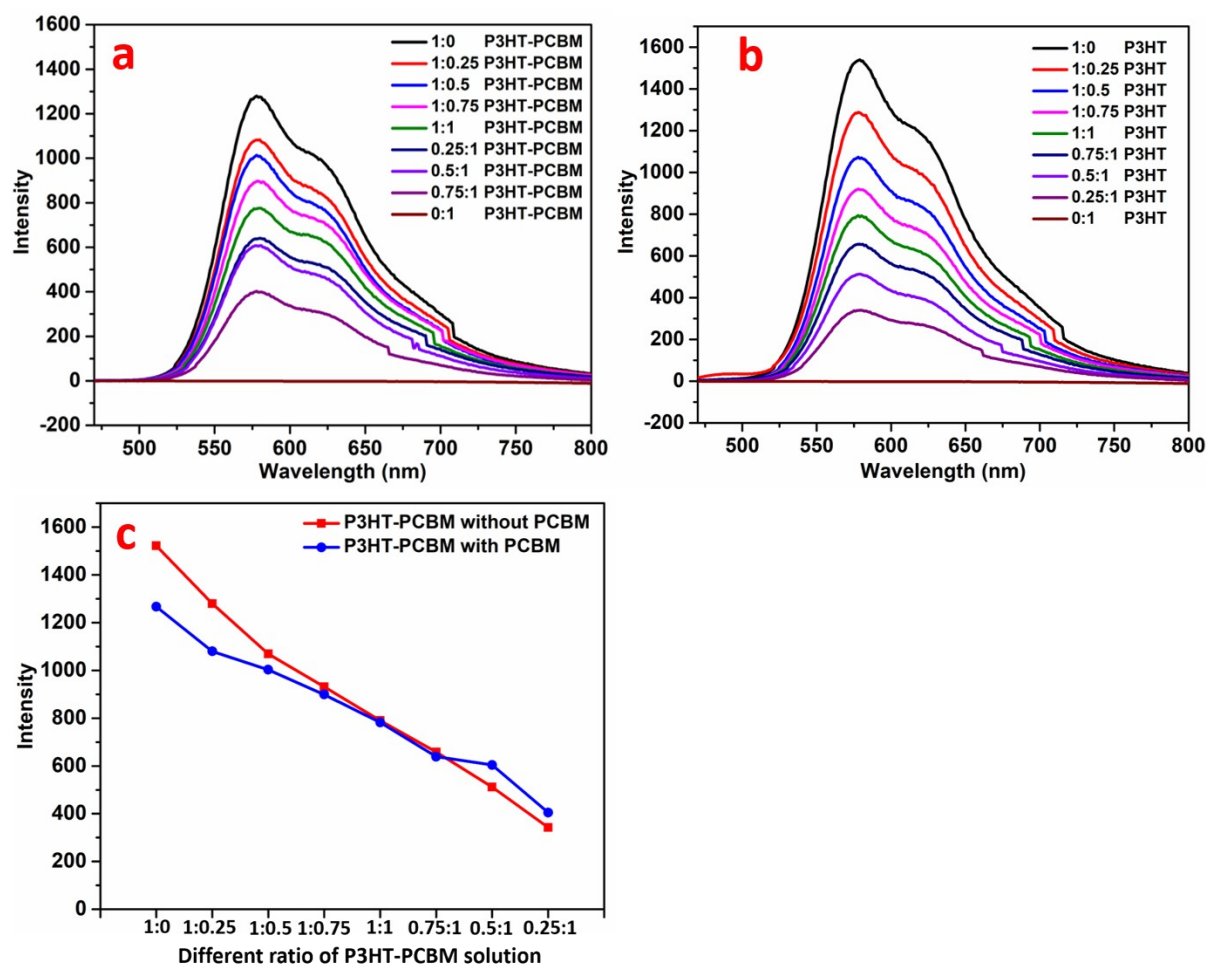 a
1600
1400
1200
1000
800
600
400
200
0
-200
Intensity
500 550 600 650 700 750 800
Wavelength (nm)
1:0 P3HT-PCBM
1:0.25 P3HT-PCBM
1:0.5 P3HT-PCBM
1:0.75 P3HT-PCBM
1:1 P3HT-PCBM
0.25:1 P3HT-PCBM
0.5:1 P3HT-PCBM
0.75:1 P3HT-PCBM
0:1 P3HT-PCBM
b
1600
1400
1200
1000
800
600
400
200
0
-200
Intensity
500 550 600 650 700 750 800
Wavelength (nm)
1:0 P3HT
1:0.25 P3HT
1:0.5 P3HT
1:0.75 P3HT
1:1 P3HT
0.75:1 P3HT
0.5:1 P3HT
0.25:1 P3HT
0:1 P3HT
c
1600
1400
1200
1000
800
600
400
200
0
Intensity
P3HT-PCBM without PCBM
P3HT-PCBM with PCBM
1:0 1:0.25 1:0.5 1:0.75 1:1 0.75:1 0.5:1 0.25:1
Different ratio of P3HT-PCBM solution